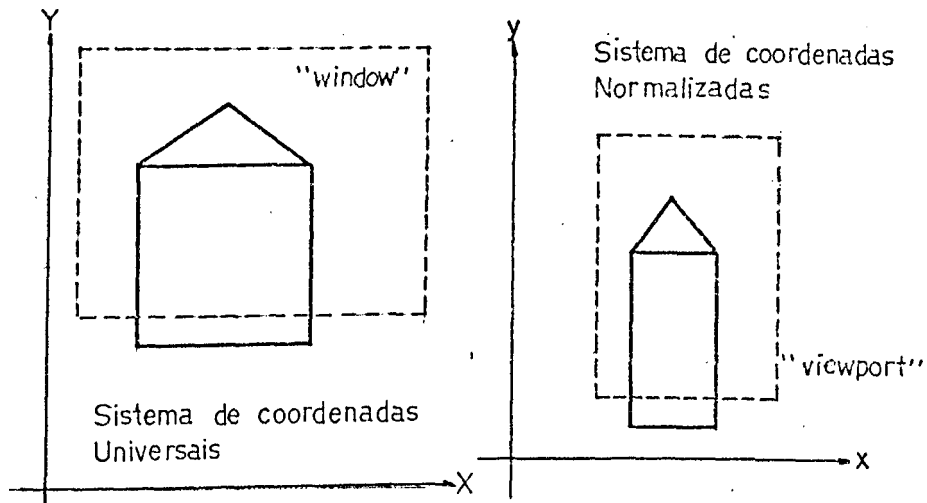 Y
"window"
Sistema de coordenadas
Universais
X
y
Sistema de coordenadas
Normalizadas
"viewport"
x